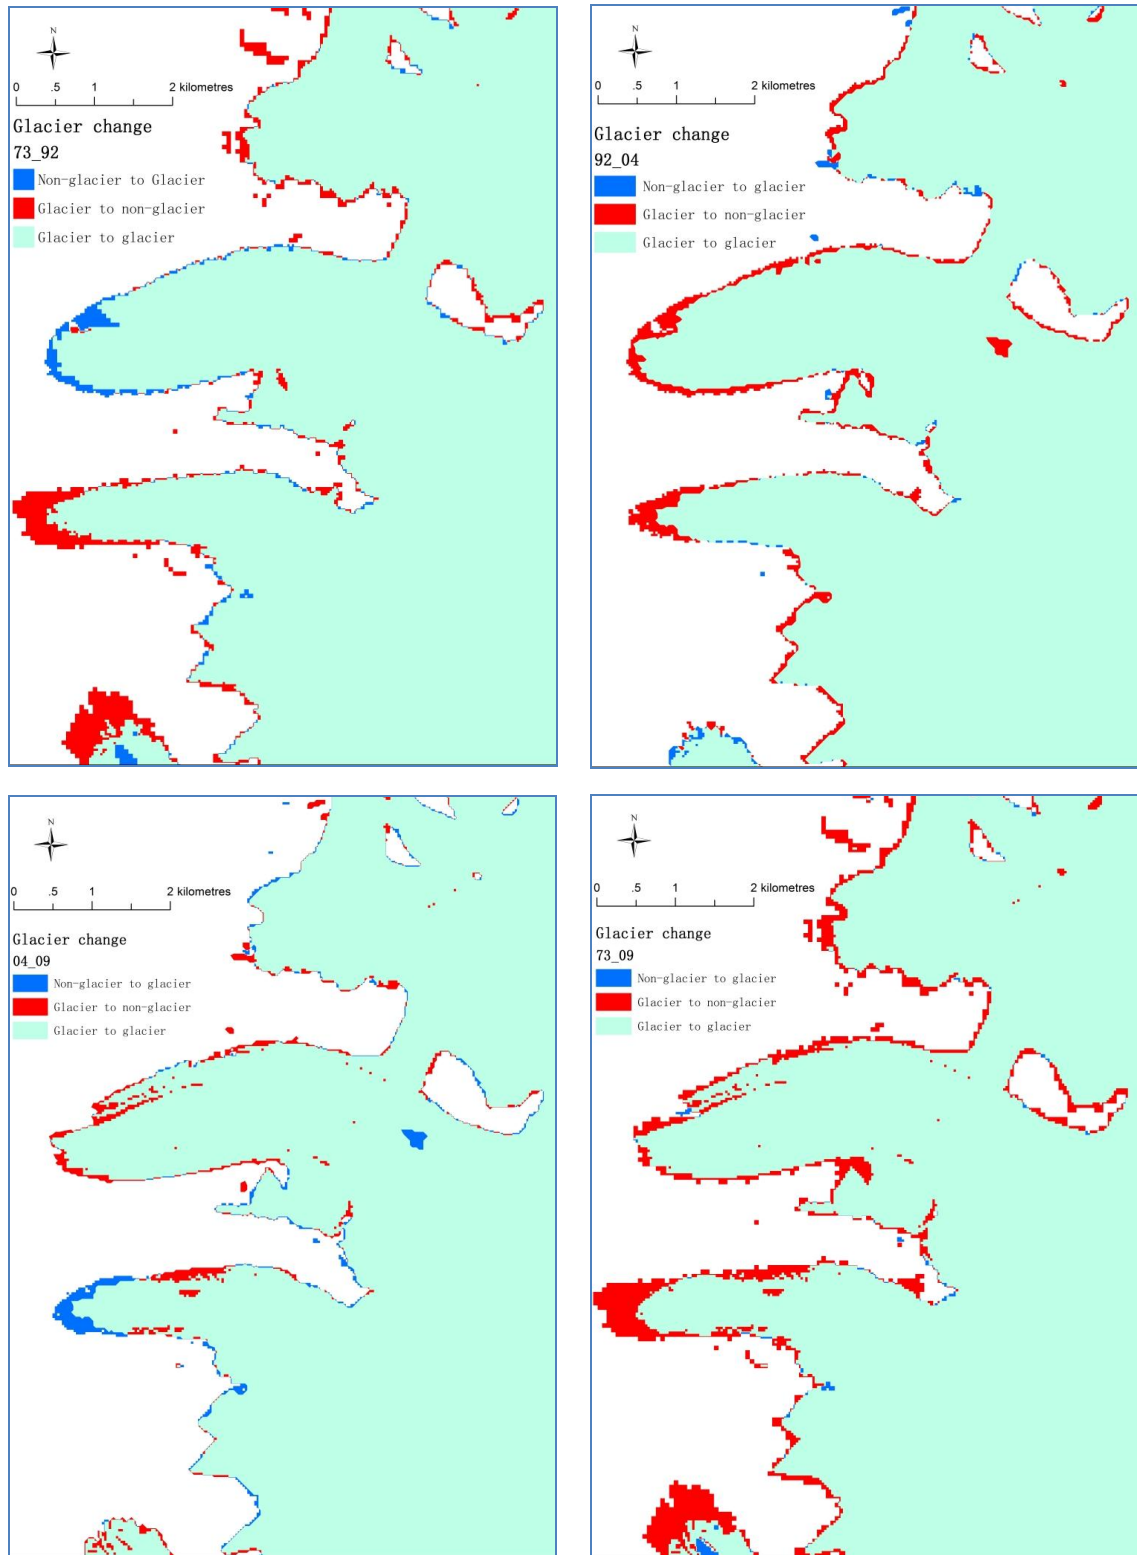 N
0 .5 1 2 kilometres
Glacier change
73_92
Non-glacier to Glacier
Glacier to non-glacier
Glacier to glacier
N
0 .5 1 2 kilometres
Glacier change
92_04
Non-glacier to glacier
Glacier to non-glacier
Glacier to glacier
N
0 .5 1 2 kilometres
Glacier change
04_09
Non-glacier to glacier
Glacier to non-glacier
Glacier to glacier
N
0 .5 1 2 kilometres
Glacier change
73_09
Non-glacier to glacier
Glacier to non-glacier
Glacier to glacier